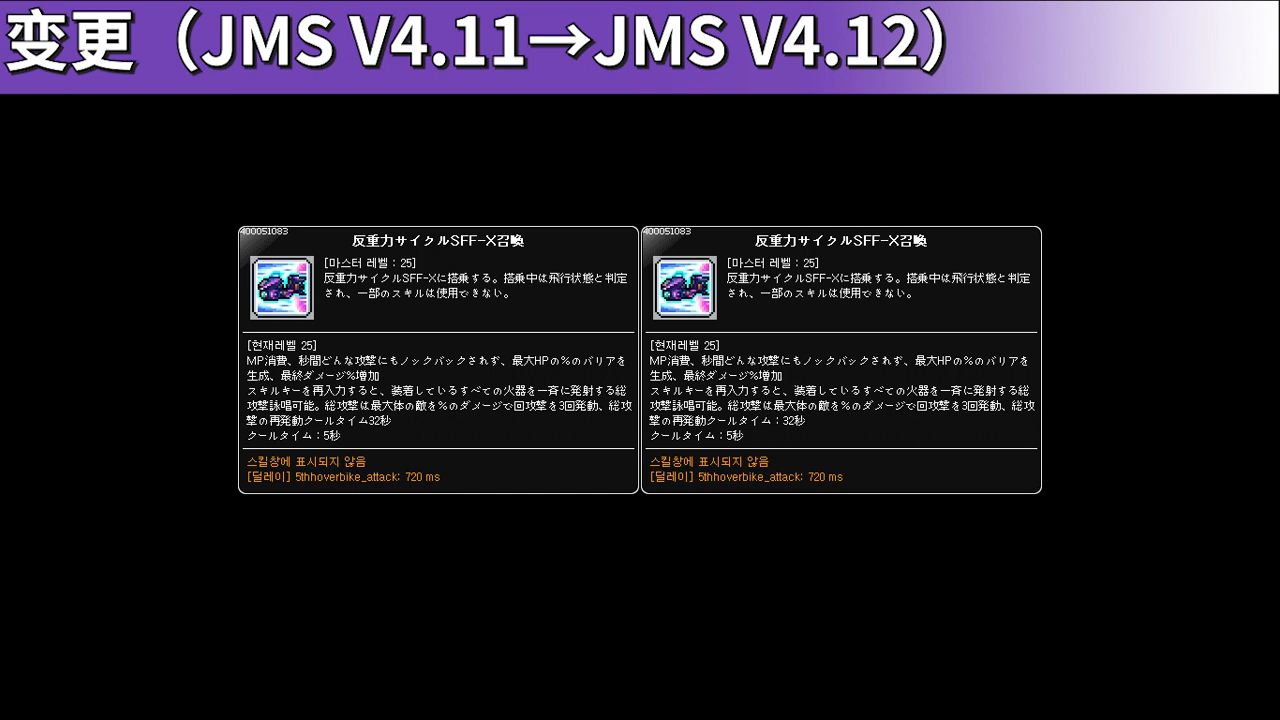 变更（JMS V4.11→JMS V4.12）
400051083
反重力サイクルSFF-X召喚
[마스터 레벨 : 25]
反重力サイクルSFF-Xに搭乗する。搭乗中は飛行状態と判定
され、一部のスキルは使用できない。
[현재레벨 25]
MP消費、秒間どんな攻撃にもノックバックされず、最大HPの%のバリアを
生成、最終ダメージ%増加
スキルキーを再入力すると、装着しているすべての火器を一斉に発射する総
攻撃詠唱可能。総攻撃は最大体の敵を%のダメージで回攻撃を3回発動、総攻
撃の再発動クールタイム32秒
クールタイム：5秒
스킬창에 표시되지 않음
[딜레이] 5thhoverbike_attack: 720 ms
400051083
反重力サイクルSFF-X召喚
[마스터 레벨 : 25]
反重力サイクルSFF-Xに搭乗する。搭乗中は飛行状態と判定
され、一部のスキルは使用できない。
[현재레벨 25]
MP消費、秒間どんな攻撃にもノックバックされず、最大HPの%のバリアを
生成、最終ダメージ%増加
スキルキーを再入力すると、装着しているすべての火器を一斉に発射する総
攻撃詠唱可能。総攻撃は最大体の敵を%のダメージで回攻撃を3回発動、総攻
撃の再発動クールタイム：32秒
クールタイム：5秒
스킬창에 표시되지 않음
[딜레이] 5thhoverbike_attack: 720 ms